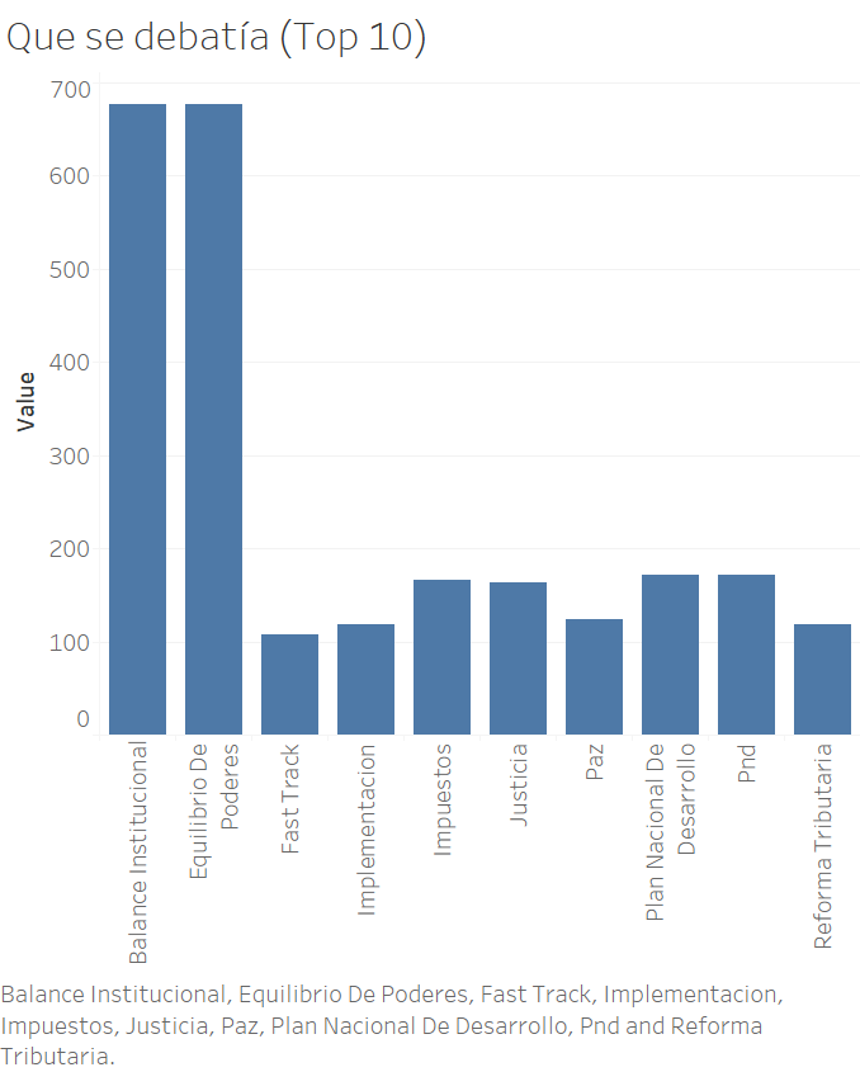 Que se debatía (Top 10)
700
600
500
400
300
200
100
0
Value
Balance Institucional
Equilibrio De
Poderes
Fast Track
Implementacion
Impuestos
Justicia
Paz
Plan Nacional De
Desarrollo
Pnd
Reforma Tributaria
Balance Institucional, Equilibrio De Poderes, Fast Track, Implementacion,
Impuestos, Justicia, Paz, Plan Nacional De Desarrollo, Pnd and Reforma
Tributaria.